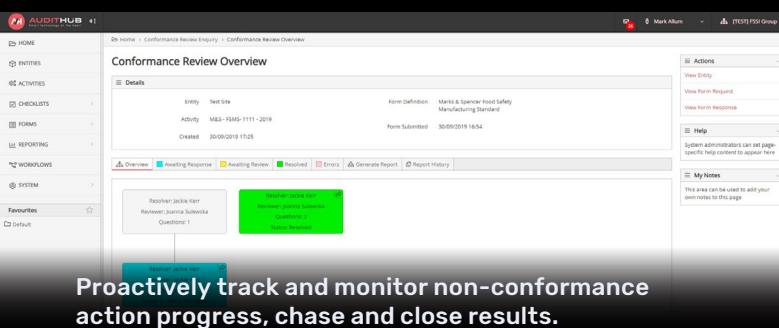 AUDITHUB
Smart technology at the heart
Mark Allum
[TEST] FSSI Group
HOME
ENTITIES
ACTIVITIES
CHECKLISTS
FORMS
REPORTING
WORKFLOWS
SYSTEM
Favourites
Default
Home > Conformance Review Enquiry > Conformance Review Overview
Conformance Review Overview
Details
Entity Test Site
Activity M&S - FSMS- 1111 - 2019
Created 30/09/2019 17:25
Form Definition Marks & Spencer Food Safety
Manufacturing Standard
Form Submitted 30/09/2019 16:54
Overview Awaiting Response Awaiting Review Resolved Errors Generate Report Report History
Resolver: Jackie Kerr
Reviewer: Joanna Sulewska
Questions: 1
Resolver: Jackie Kerr
Reviewer: Joanna Sulewska
Questions: 2
Status: Resolved
Resolver: Jackie Kerr
Actions
View Entity
View Form Request
View Form Response
Help
System administrators can set page-
specific help content to appear here
My Notes
This area can be used to add your
own notes to this page
Proactively track and monitor non-conformance
action progress, chase and close results.